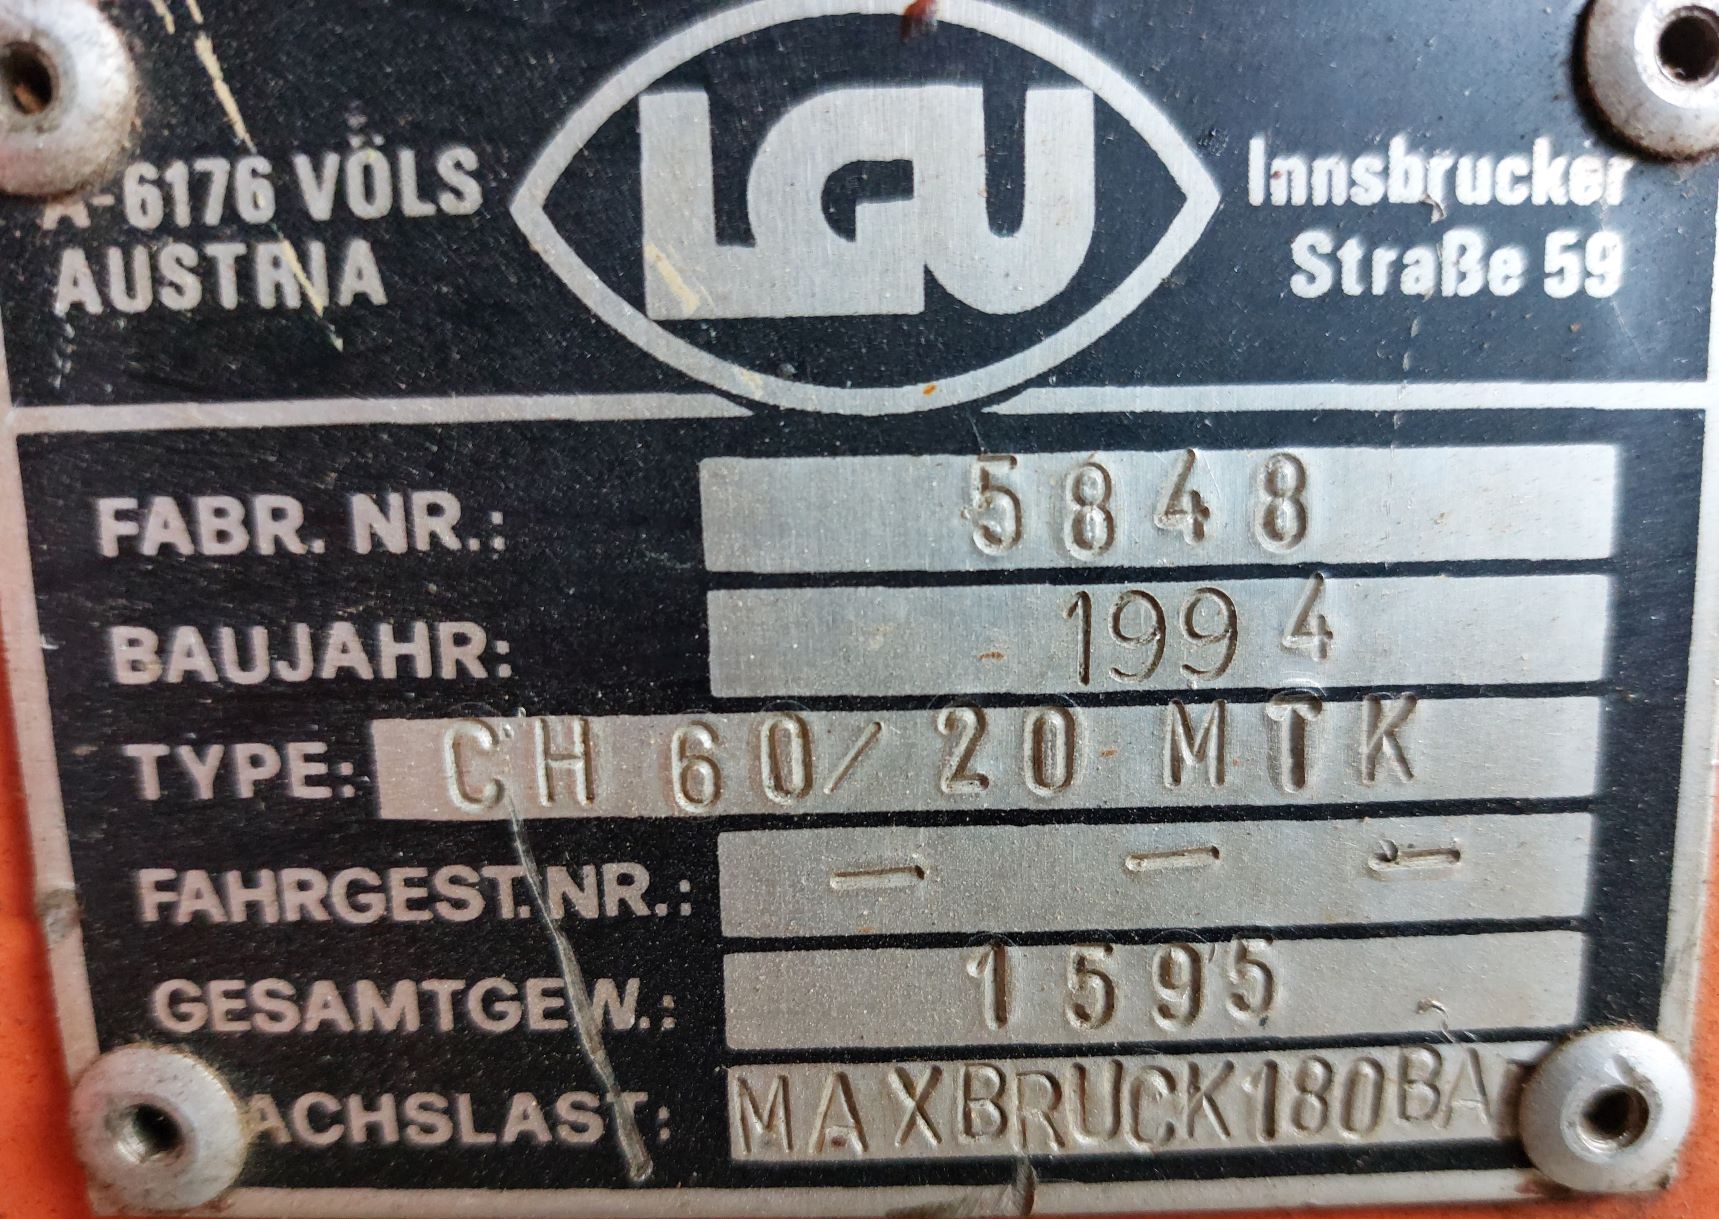 A-6176 VÖLS
AUSTRIA
LGU
Innsbrucker
Straße 59
FABR. NR.: 5848
BAUJAHR: 1994
TYPE: CH 60/20 MTK
FAHRGEST.NR.: — — —
GESAMTGEW.: 1595
ACHSLAST: MAXBRUCK180BA